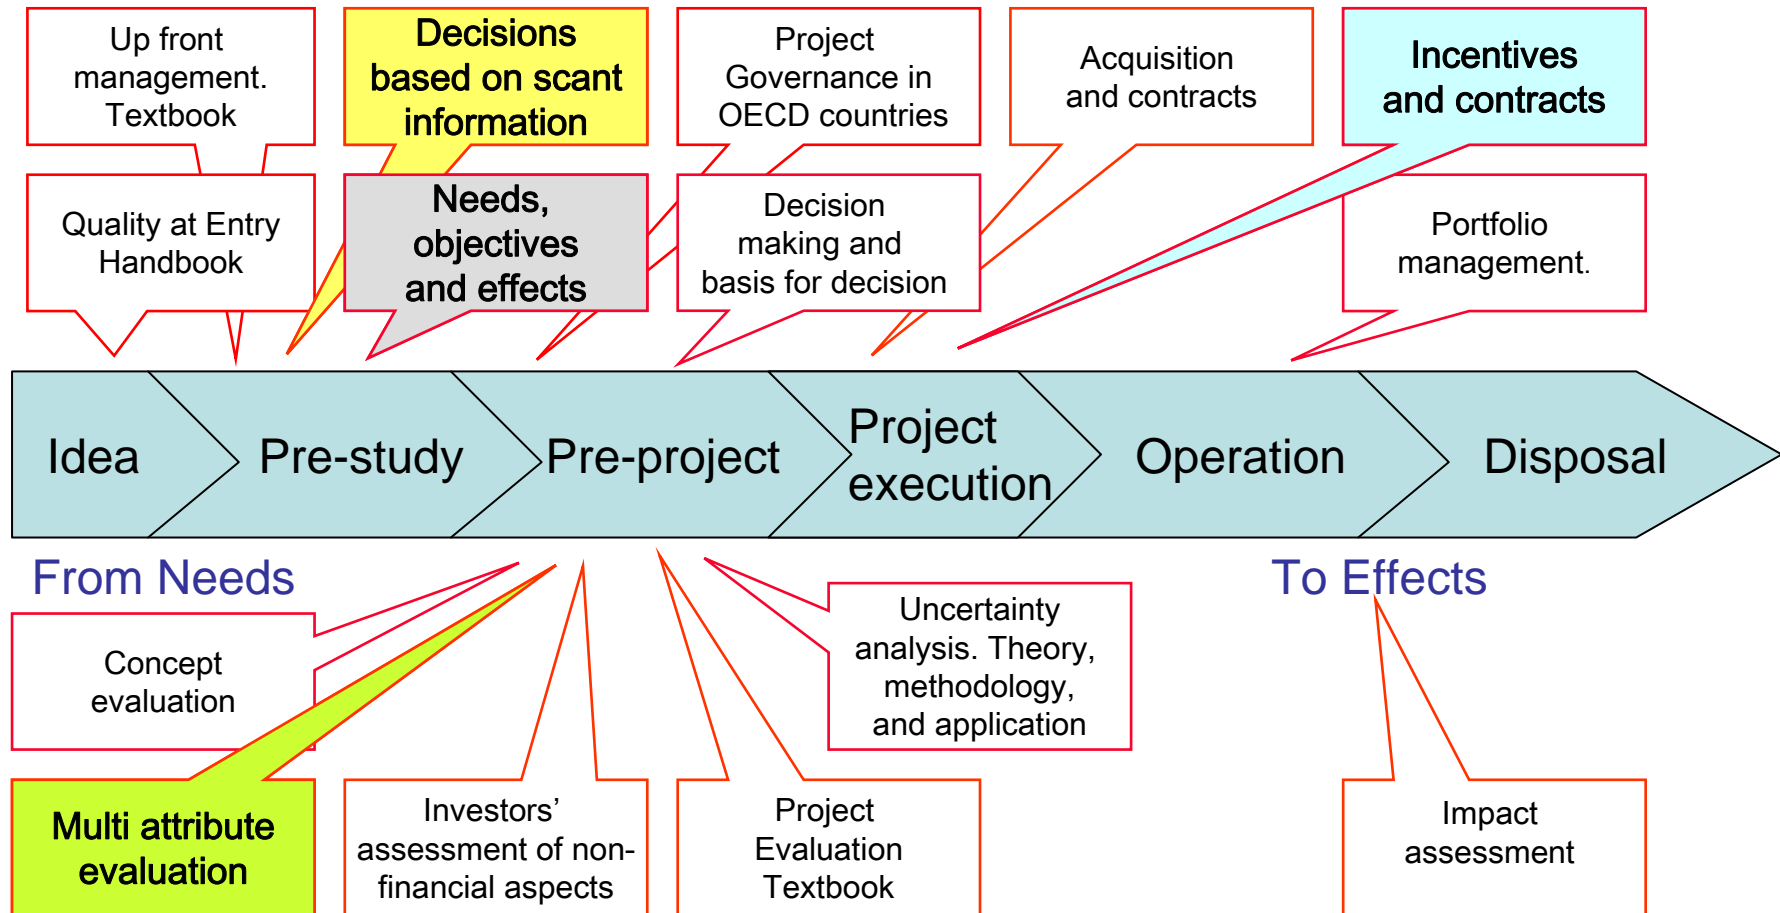 Up front
management.
Textbook
Decisions
based on scant
information
Project
Governance in
OECD countries
Acquisition
and contracts
Incentives
and contracts
Quality at Entry
Handbook
Needs,
objectives
and effects
Decision
making and
basis for decision
Portfolio
management.
Idea
Pre-study
Pre-project
Project
execution
Operation
Disposal
From Needs
To Effects
Concept
evaluation
Uncertainty
analysis. Theory,
methodology,
and application
Multi attribute
evaluation
Investors’
assessment of non-
financial aspects
Project
Evaluation
Textbook
Impact
assessment